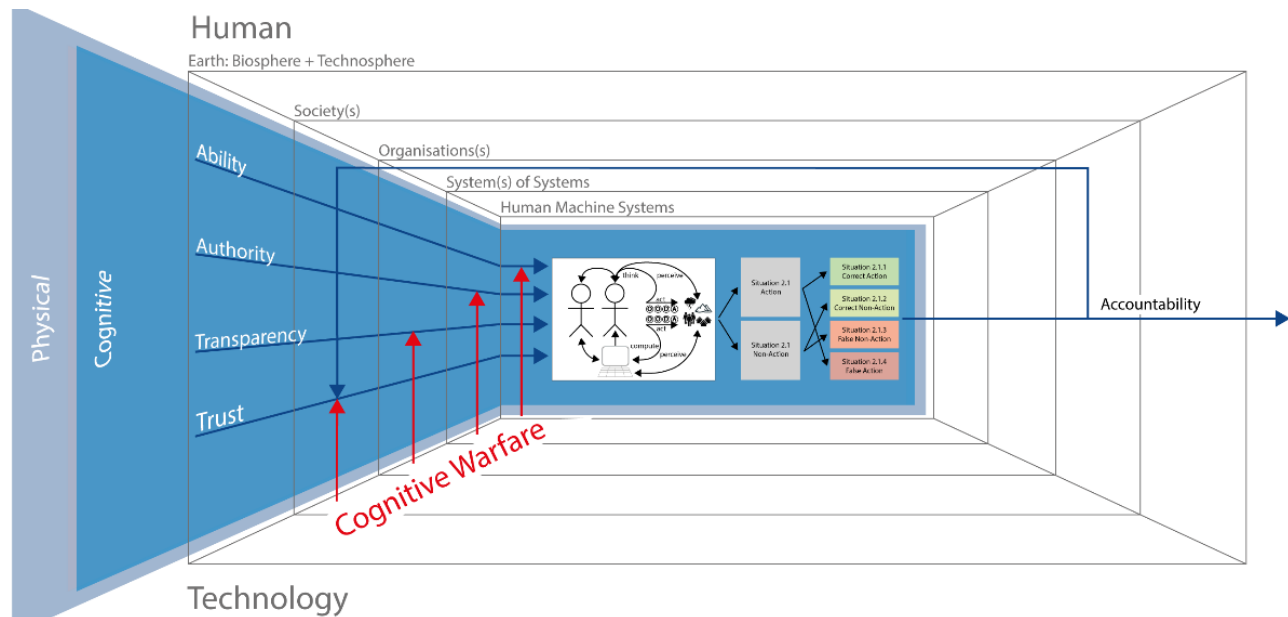 Human
Earth: Biosphere + Technosphere
Society(s)
Organisations(s)
System(s) of Systems
Human Machine Systems
Physical
Cognitive
Ability
Authority
Transparency
Trust
think
perceive
act
OODA
OODA
act
compute
perceive
Situation 2.1
Action
Situation 2.1
Non-Action
Situation 2.1.1
Correct Action
Situation 2.1.2
Correct Non-Action
Situation 2.1.3
False Non-Action
Situation 2.1.4
False Action
Accountability
Cognitive Warfare
Technology